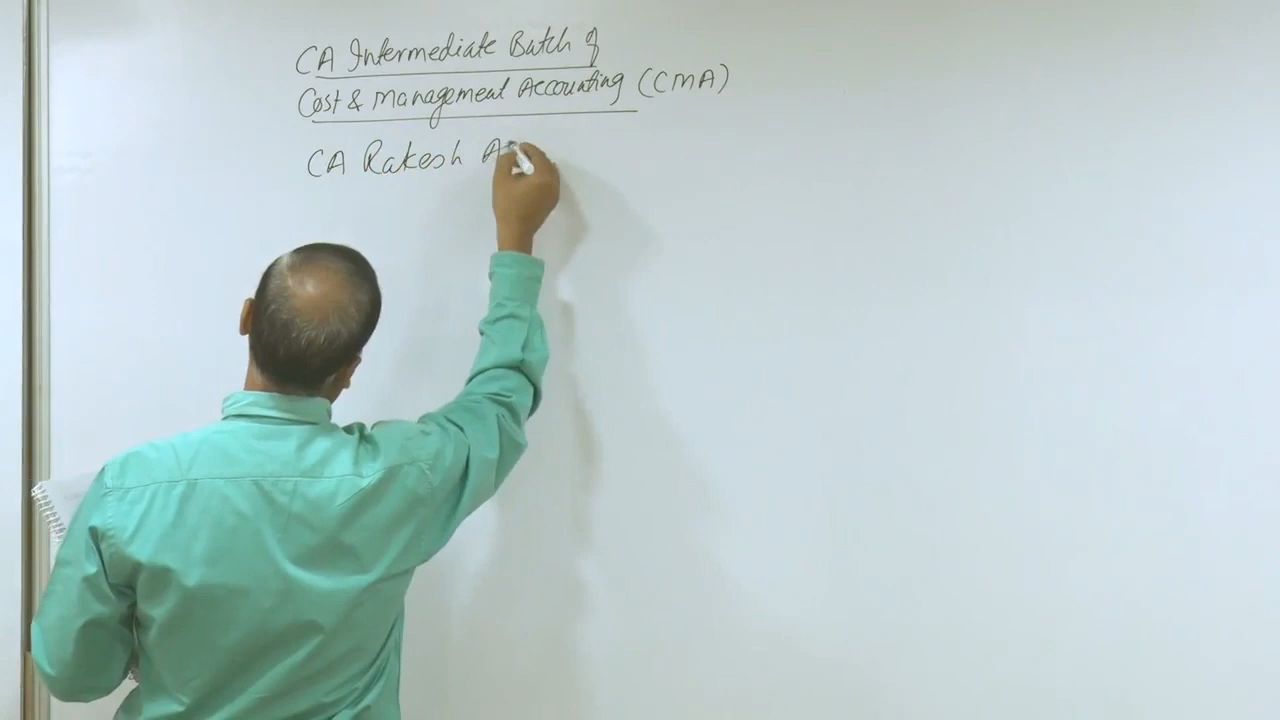 CA Intermediate Batch of
Cost & Management Accounting (CMA)
CA Rakesh